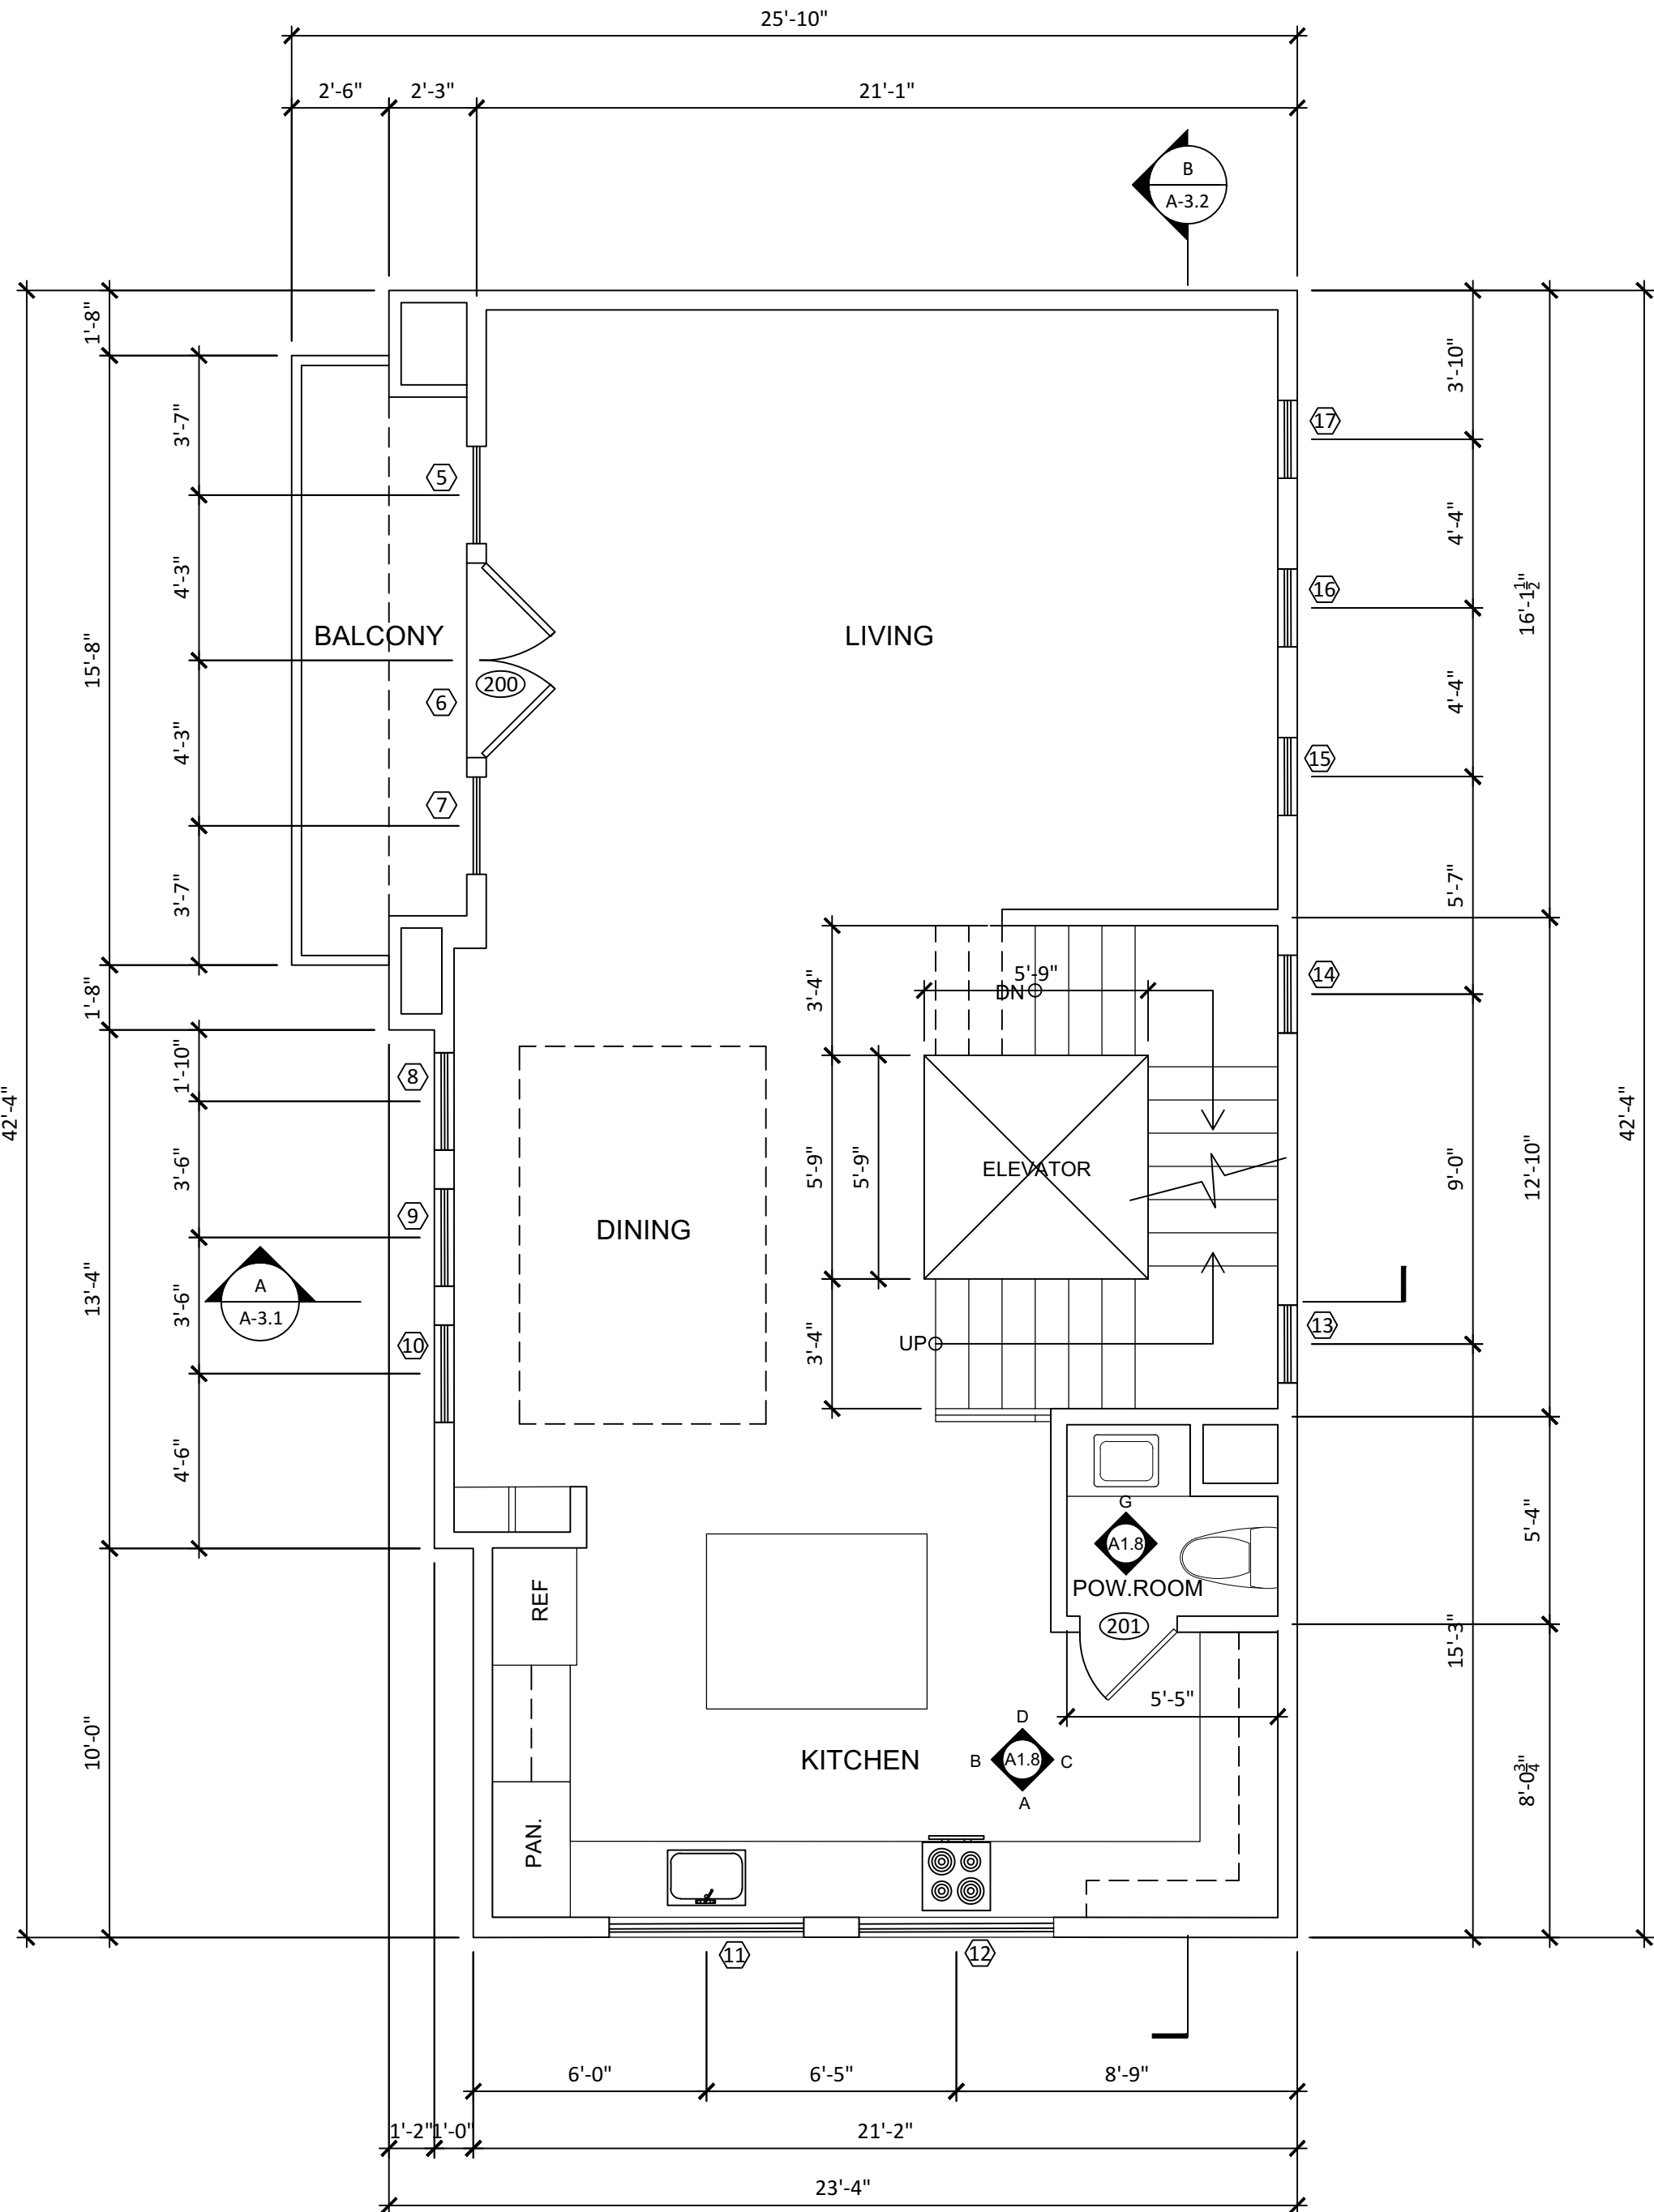 25'-10"
2'-6" 2'-3" 21'-1"
B
A-3.2
1'-8"
3'-10"
3'-7"
17
5
4'-3"
4'-4"
16
16'-1 1/2"
BALCONY
LIVING
15'-8"
200
6
4'-4"
4'-3"
15
7
3'-7"
5'-7"
1'-8"
3'-4"
5'-9"
DN
14
1'-10"
8
42'-4"
42'-4"
3'-6"
5'-9"
5'-9"
ELEVATOR
9'-0"
12'-10"
9
DINING
A
A-3.1
13'-4"
3'-6"
10
3'-4"
UP
13
4'-6"
G
A1.8
5'-4"
POW.ROOM
REF
201
15'-3"
5'-5"
10'-0"
D
KITCHEN
B A1.8 C
A
8'-0 3/4"
PAN.
11
12
6'-0" 6'-5" 8'-9"
1'-2" 1'-0" 21'-2"
23'-4"